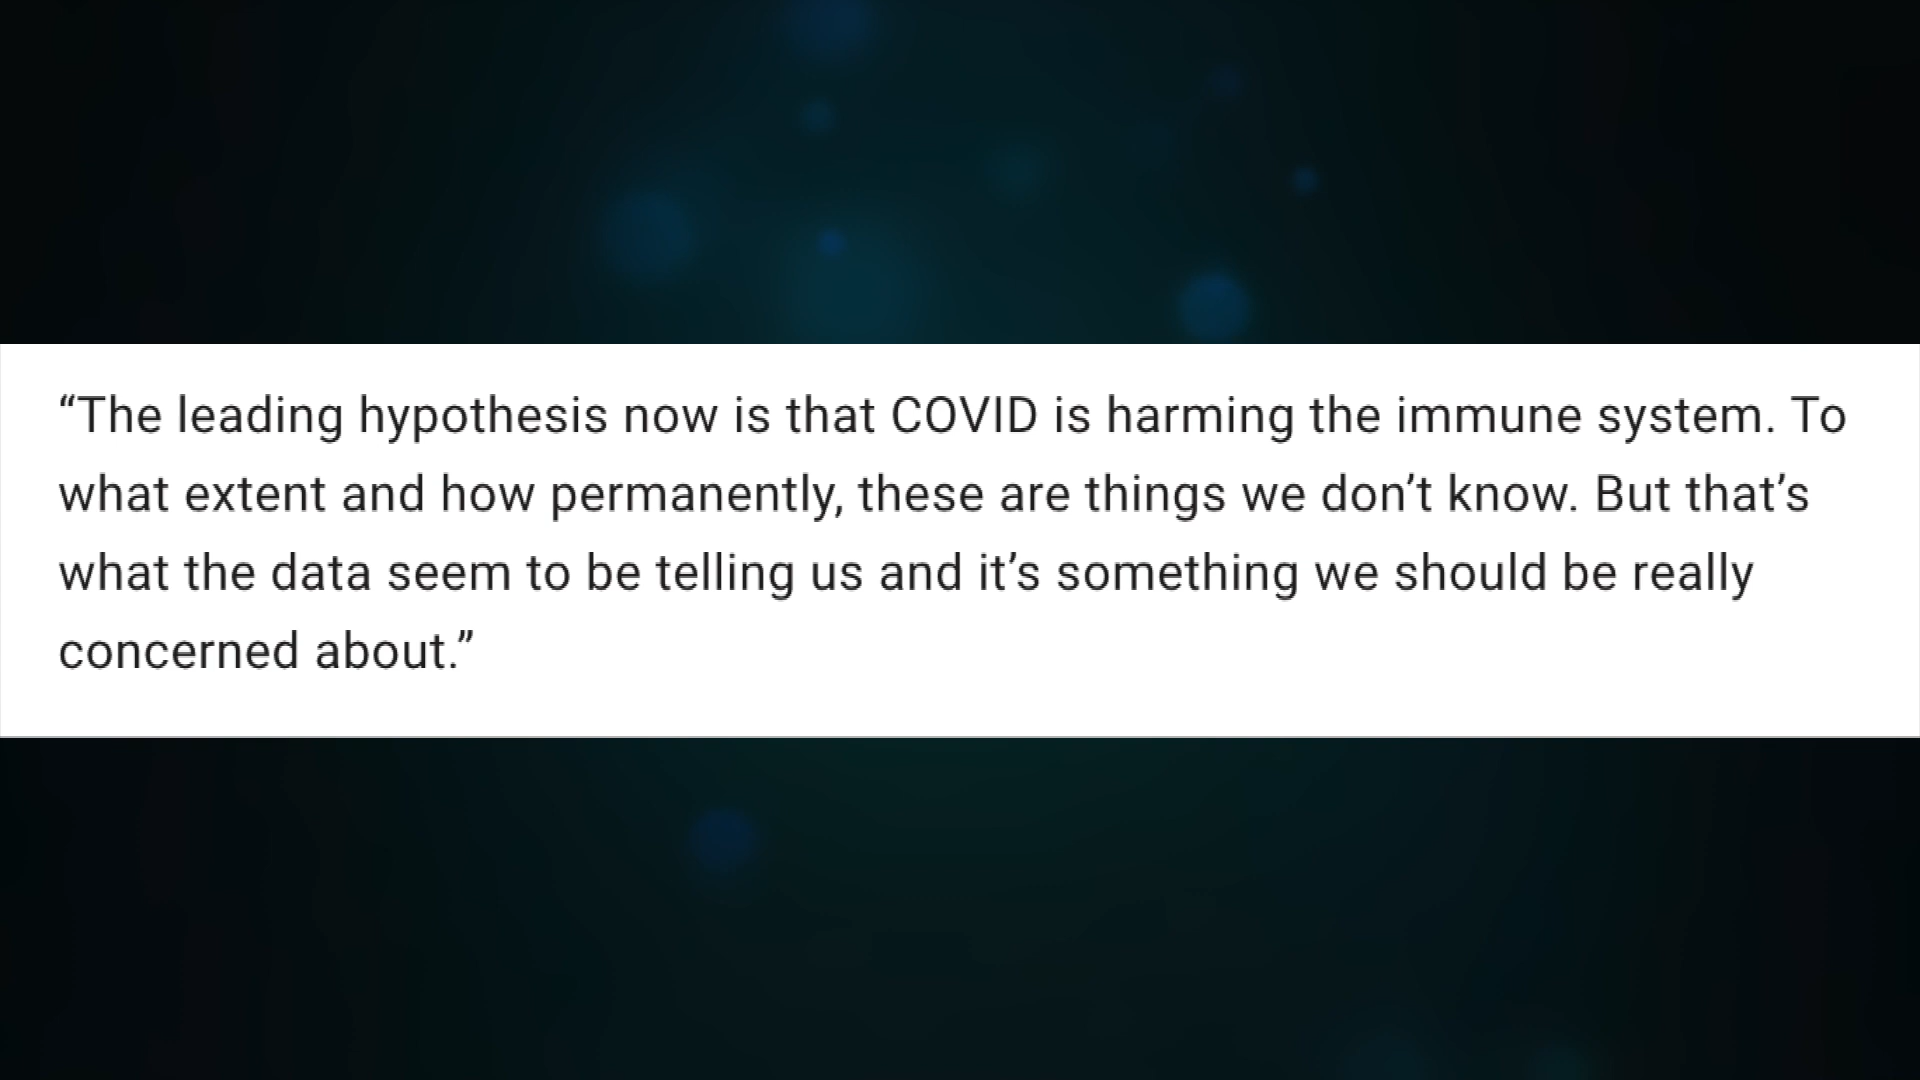 “The leading hypothesis now is that COVID is harming the immune system. To
what extent and how permanently, these are things we don’t know. But that’s
what the data seem to be telling us and it’s something we should be really
concerned about.”